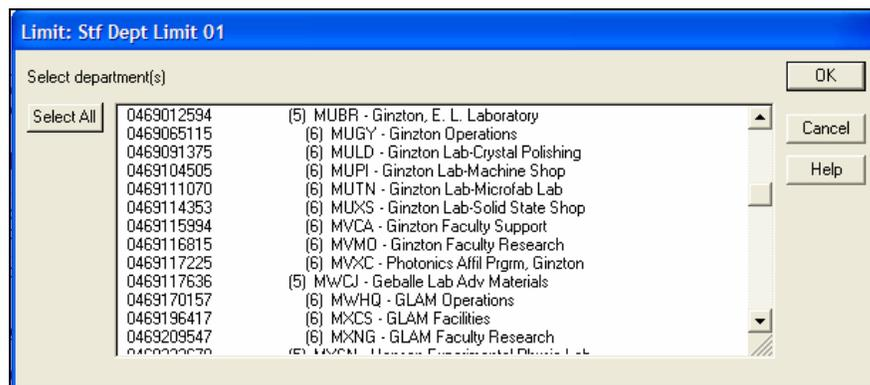 Limit: Stf Dept Limit 01
Select department(s)
OK
Select All
Cancel
Help
0469012594 (5) MUBR - Ginzton, E. L. Laboratory
0469065115 (6) MUGY - Ginzton Operations
0469091375 (6) MULD - Ginzton Lab-Crystal Polishing
0469104505 (6) MUPI - Ginzton Lab-Machine Shop
0469111070 (6) MUTN - Ginzton Lab-Microfab Lab
0469114353 (6) MUXS - Ginzton Lab-Solid State Shop
0469115994 (6) MVCA - Ginzton Faculty Support
0469116815 (6) MVMO - Ginzton Faculty Research
0469117225 (6) MVXC - Photonics Affil Prgrm, Ginzton
0469117636 (5) MWCJ - Geballe Lab Adv Materials
0469170157 (6) MWHQ - GLAM Operations
0469196417 (6) MXCS - GLAM Facilities
0469209547 (6) MXNG - GLAM Faculty Research